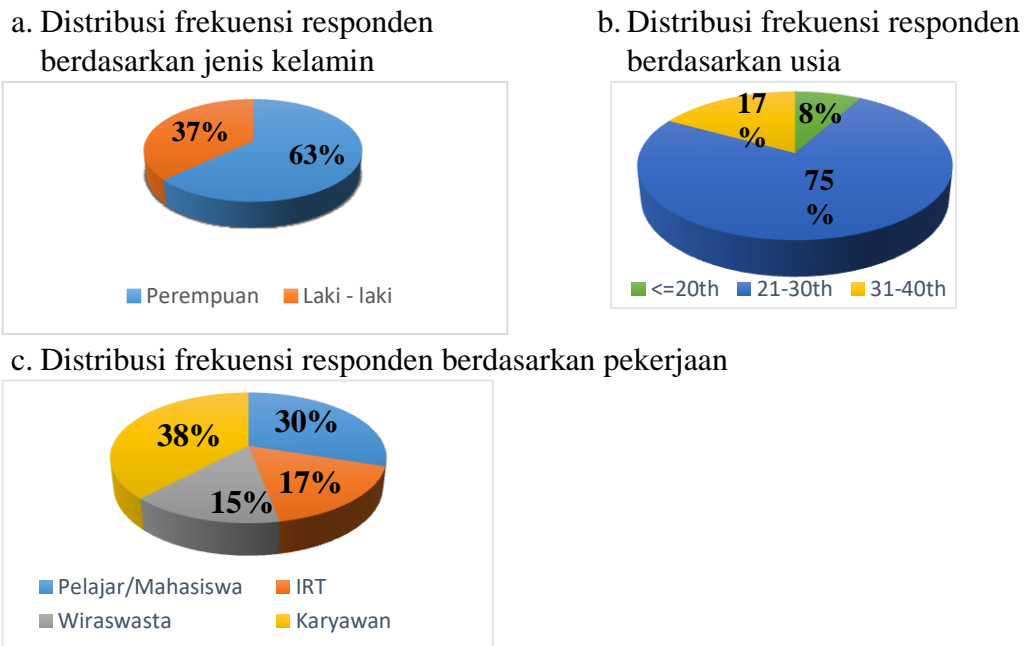 a. Distribusi frekuensi responden
berdasarkan jenis kelamin
37%
63%
Perempuan Laki - laki
b. Distribusi frekuensi responden
berdasarkan usia
17
%
8%
75
%
<=20th 21-30th 31-40th
c. Distribusi frekuensi responden berdasarkan pekerjaan
38%
30%
15%
17%
Pelajar/Mahasiswa IRT
Wiraswasta Karyawan